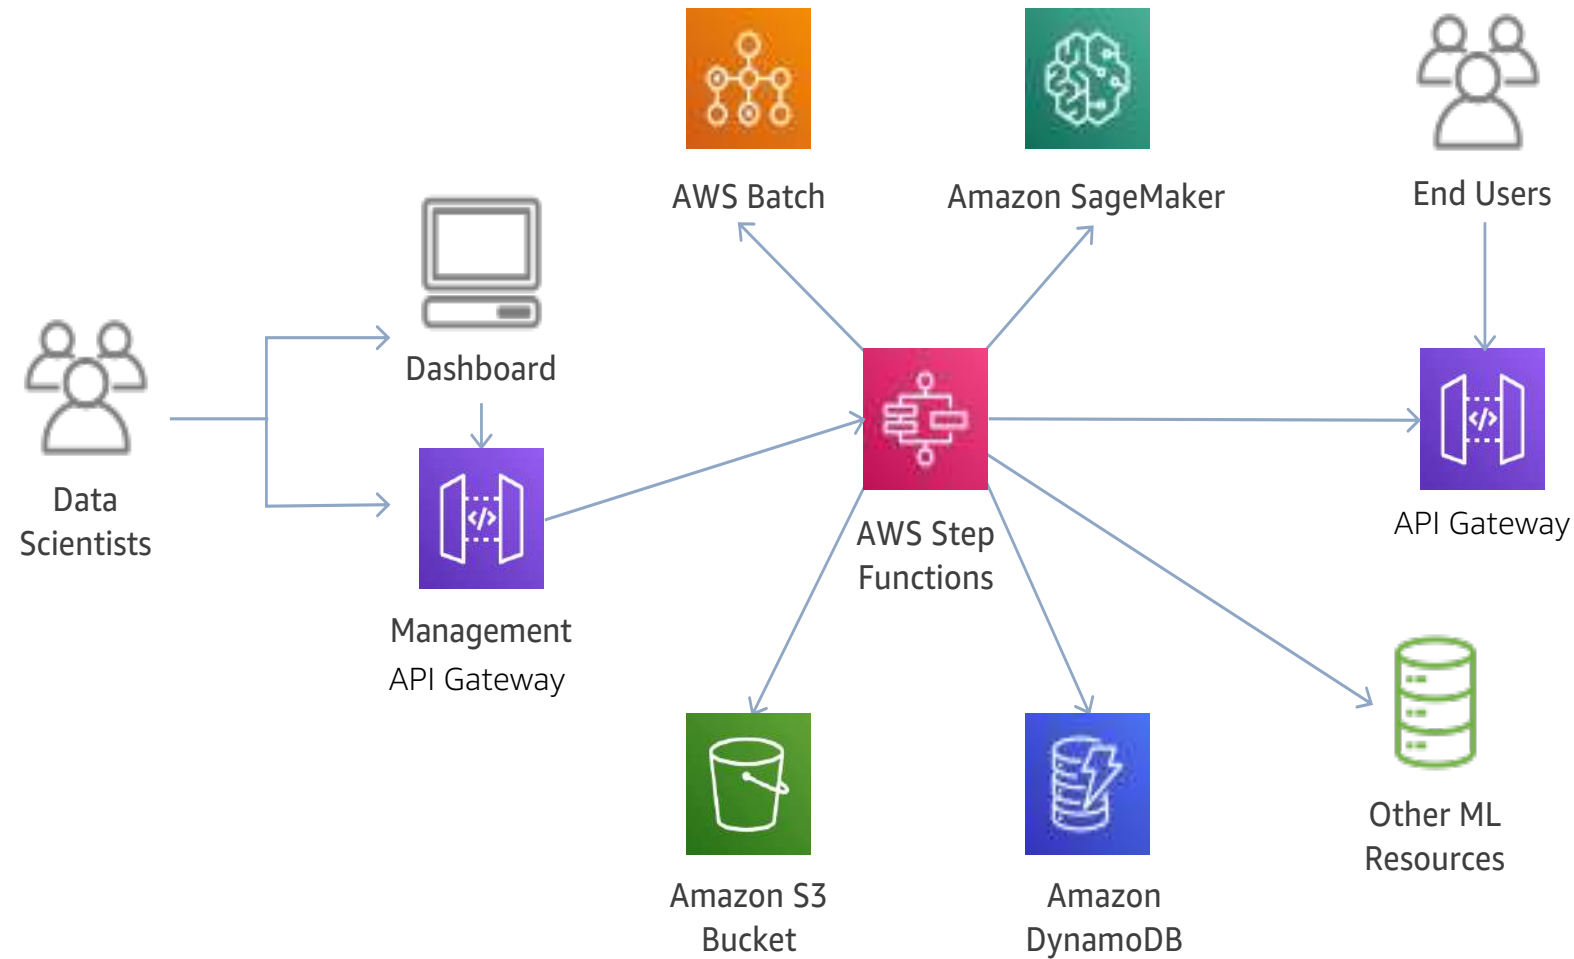 AWS Batch
Amazon SageMaker
End Users
Dashboard
Data
Scientists
</>
Management
API Gateway
AWS Step
Functions
</>
API Gateway
Amazon S3
Bucket
Amazon
DynamoDB
Other ML
Resources